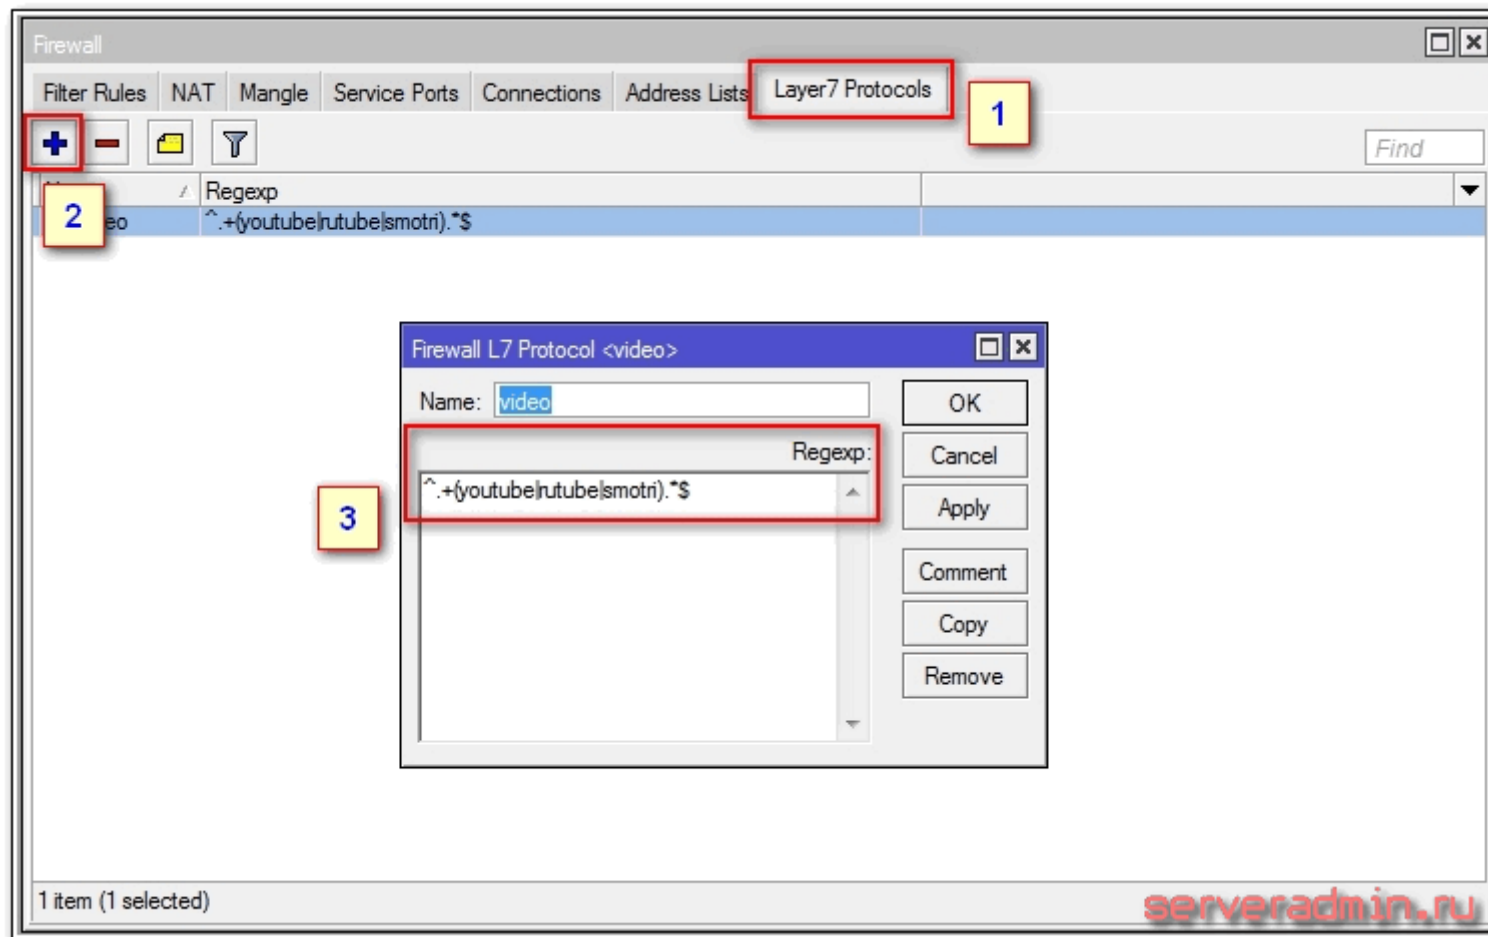 Firewall
Filter Rules NAT Mangle Service Ports Connections Address Lists Layer7 Protocols
1
Find
Regexp
2
^.+(youtube|rutube|smotri).*$
Firewall L7 Protocol <video>
Name: video
OK
Regexp:
Cancel
^.+(youtube|rutube|smotri).*$
Apply
3
Comment
Copy
Remove
1 item (1 selected)
serveradmin.ru